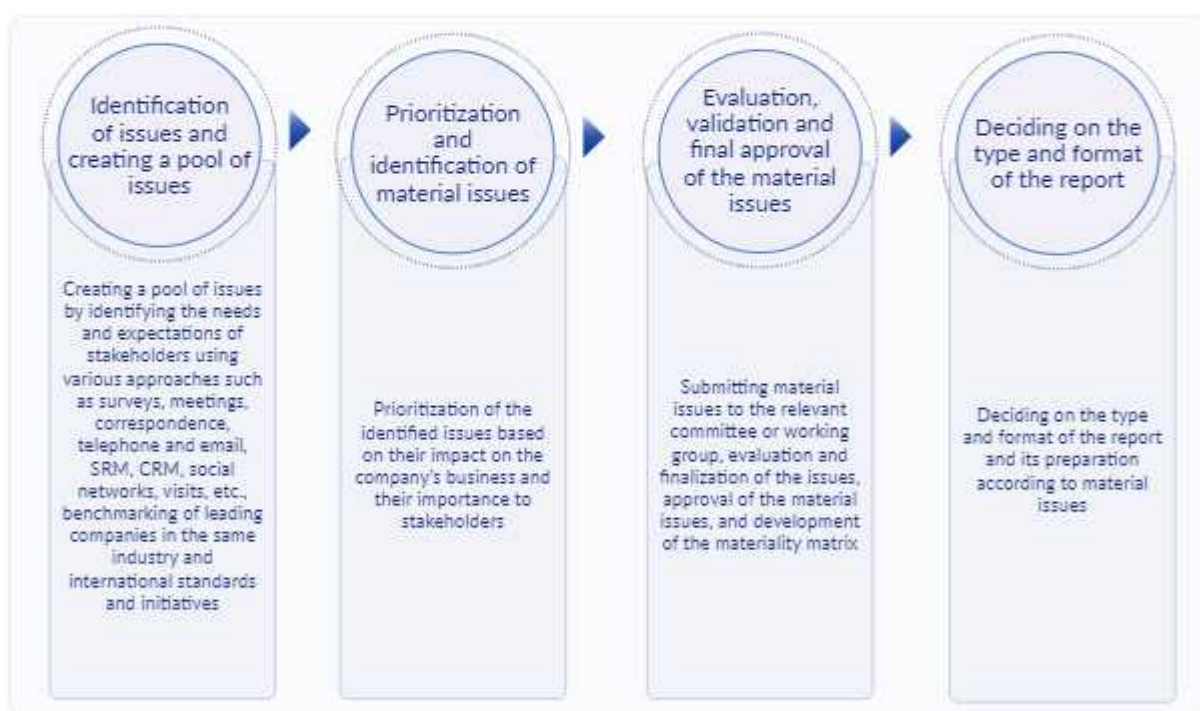 Identification
of issues and
creating a pool of
issues
Creating a pool of issues
by identifying the needs
and expectations of
stakeholders using
various approaches such
as surveys, meetings,
correspondence,
telephone and email,
SRM, CRM, social
networks, visits, etc.,
benchmarking of leading
companies in the same
industry and
international standards
and initiatives
Prioritization
and
identification of
material issues
Prioritization of the
identified issues based
on their impact on the
company's business and
their importance to
stakeholders
Evaluation,
validation and
final approval
of the material
issues
Submitting material
issues to the relevant
committee or working
group, evaluation and
finalization of the issues,
approval of the material
issues, and development
of the materiality matrix
Deciding on the
type and format
of the report
Deciding on the type
and format of the report
and its preparation
according to material
issues